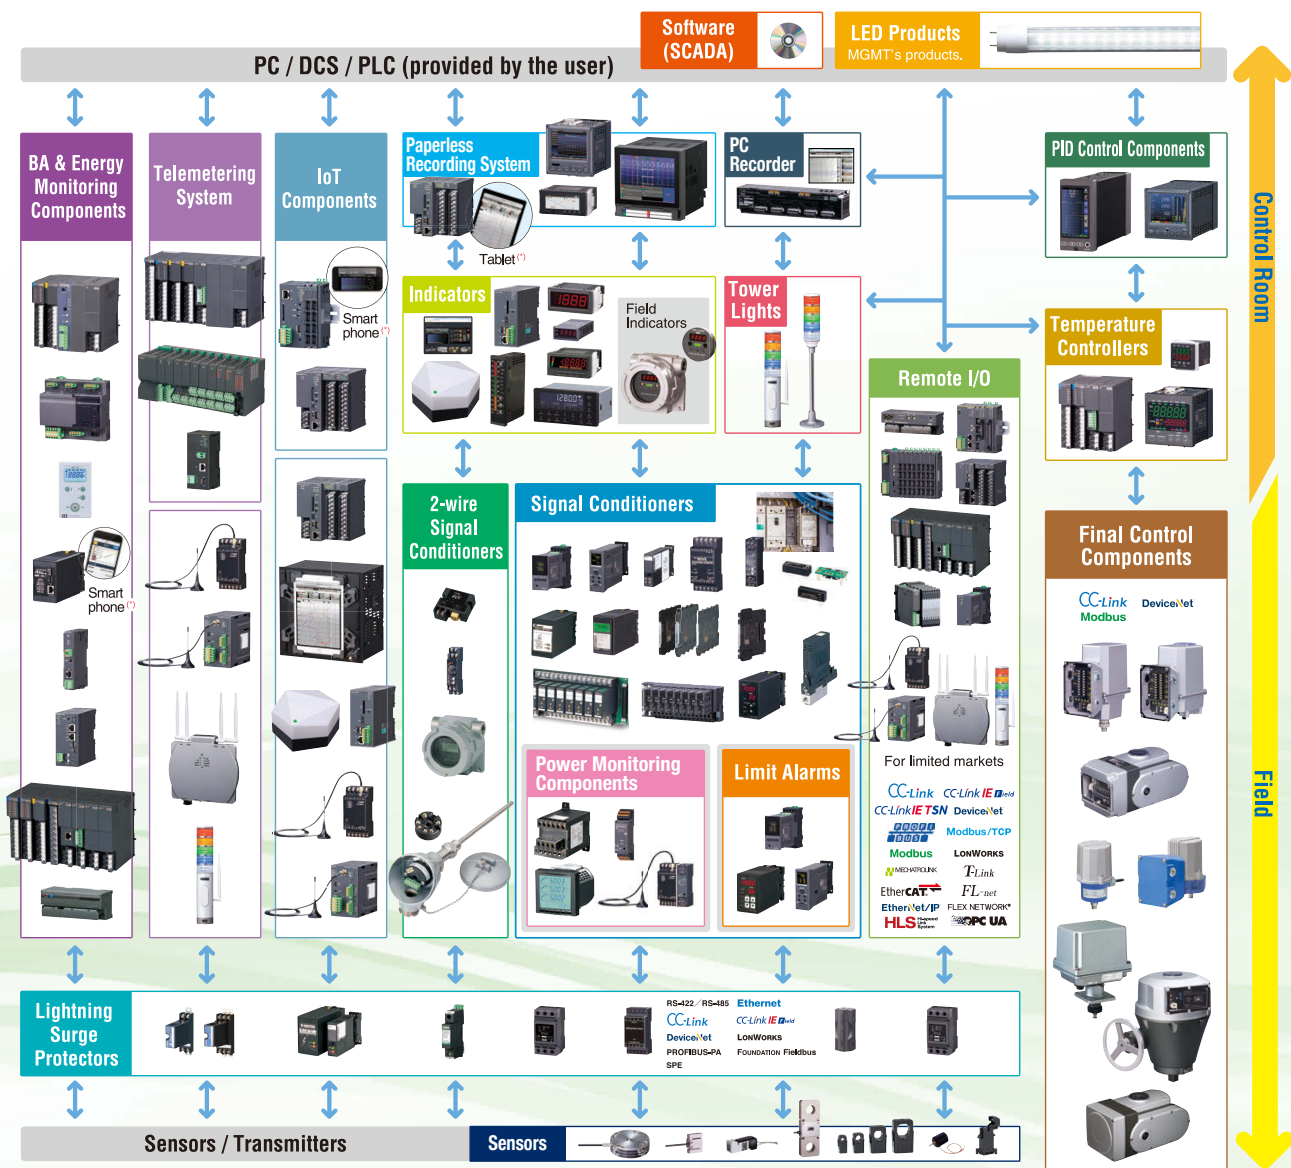 Software
(SCADA)
LED Products
MGMT's products.
PC / DCS / PLC (provided by the user)
BA & Energy
Monitoring
Components
Telemetering
System
IoT
Components
Paperless
Recording System
Tablet(*)
PC
Recorder
PID Control Components
Control Room
Smart
phone(*)
Indicators
Field
Indicators
Tower
Lights
Temperature
Controllers
Remote I/O
2-wire
Signal
Conditioners
Signal Conditioners
Final Control
Components
CC-Link
DeviceNet
Modbus
Smart
phone(*)
Power Monitoring
Components
Limit Alarms
For limited markets
CC-Link
CC-Link IE Field
CC-Link IE TSN
DeviceNet
PROFIBUS
Modbus/TCP
Modbus
LONWORKS
MECHATROLINK
T-Link
EtherCAT
FL-net
EtherNet/IP
FLEX NETWORK®
HLS Hi-speed Link System
OPC UA
Field
Lightning
Surge
Protectors
RS-422/RS-485
Ethernet
CC-Link
CC-Link IE Field
DeviceNet
LONWORKS
PROFIBUS-PA
FOUNDATION Fieldbus
SPE
Sensors / Transmitters
Sensors